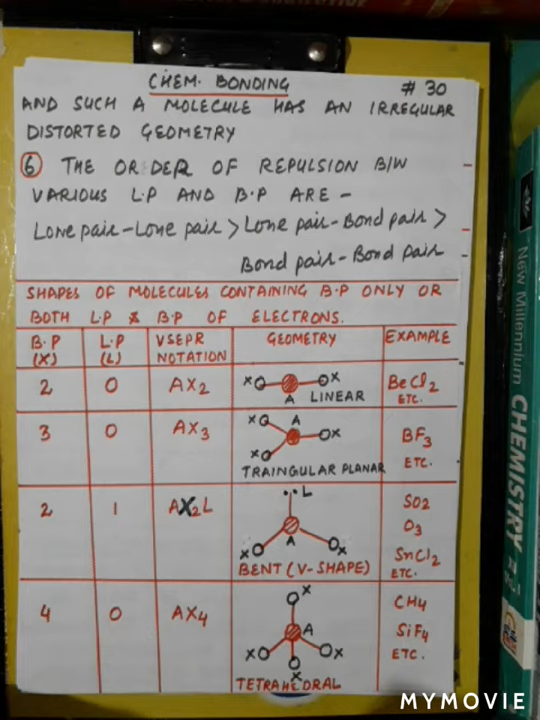 CHEM. BONDING
# 30
AND SUCH A MOLECULE HAS AN IRREGULAR
DISTORTED GEOMETRY
6 THE ORDER OF REPULSION B/W
VARIOUS L.P AND B.P ARE –
Lone pair – Lone pair > Lone pair – Bond pair >
Bond pair – Bond Pair
SHAPES OF MOLECULES CONTAINING B.P ONLY OR
BOTH L.P & B.P OF ELECTRONS.
B.P (X) L.P (L) VSEPR NOTATION GEOMETRY EXAMPLE
2 0 AX2
X X
A LINEAR
BeCl2
ETC.
3 0 AX3
X A X
X
TRAINGULAR PLANAR
BF3
ETC.
2 1 AX2L
L
A
X X
BENT (V-SHAPE)
SO2
O3
SnCl2
ETC.
4 0 AX4
X
A
X X
X
TETRAHEDRAL
CH4
SiF4
ETC.
New Millennium CHEMISTRY
MYMOVIE